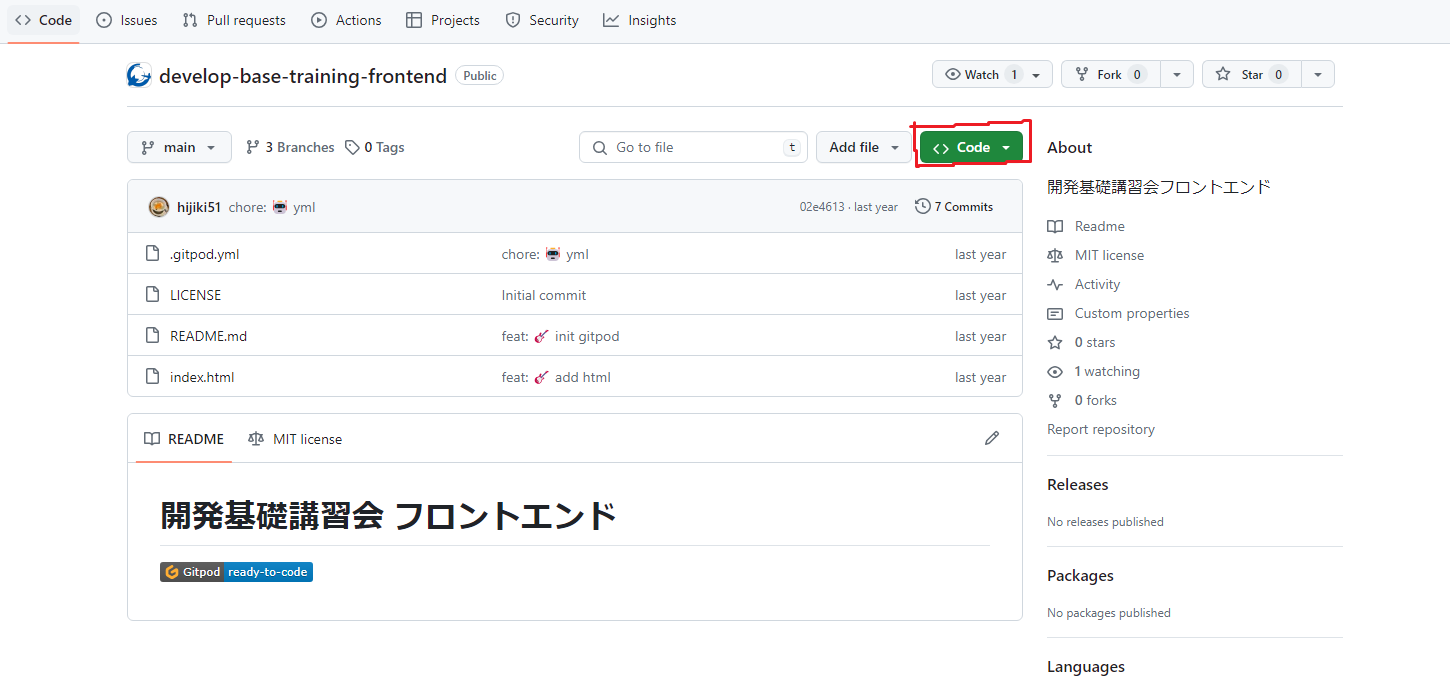 Code Issues Pull requests Actions Projects Security Insights
develop-base-training-frontend Public Watch 1 Fork 0 Star 0
main 3 Branches 0 Tags Go to file t Add file Code
hijiki51 chore: yml 02e4613 · last year 7 Commits
.gitpod.yml chore: yml last year
LICENSE Initial commit last year
README.md feat: init gitpod last year
index.html feat: add html last year
README MIT license
開発基礎講習会 フロントエンド
Gitpod ready-to-code
About
開発基礎講習会フロントエンド
Readme
MIT license
Activity
Custom properties
0 stars
1 watching
0 forks
Report repository
Releases
No releases published
Packages
No packages published
Languages